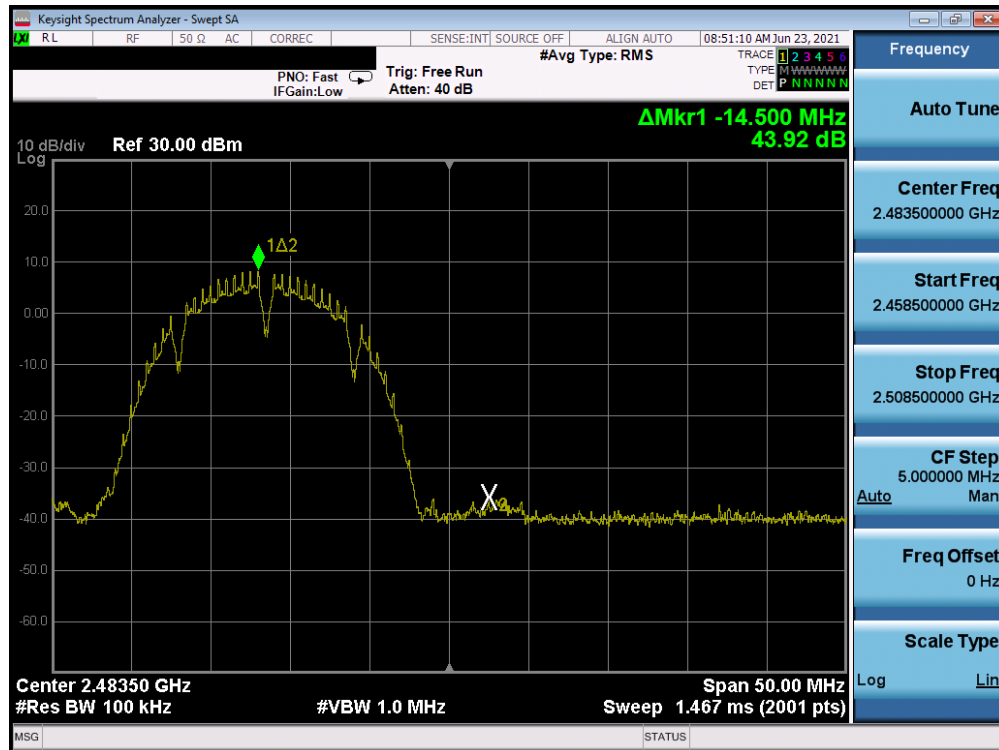 Keysight Spectrum Analyzer - Swept SA
LXI RL RF 50 Ω AC CORREC SENSE:INT SOURCE OFF ALIGN AUTO 08:51:10 AM Jun 23, 2021
#Avg Type: RMS
TRACE 1 2 3 4 5 6
PNO: Fast Trig: Free Run
TYPE M WWWWW
IFGain:Low Atten: 40 dB
DET P N N N N N
ΔMkr1 -14.500 MHz
43.92 dB
10 dB/div Ref 30.00 dBm
Log
20.0
1Δ2
10.0
0.00
-10.0
-20.0
-30.0
X2
-40.0
-50.0
-60.0
Center 2.48350 GHz Span 50.00 MHz
#Res BW 100 kHz #VBW 1.0 MHz Sweep 1.467 ms (2001 pts)
MSG STATUS
Frequency
Auto Tune
Center Freq
2.483500000 GHz
Start Freq
2.458500000 GHz
Stop Freq
2.508500000 GHz
CF Step
5.000000 MHz
Auto Man
Freq Offset
0 Hz
Scale Type
Log Lin